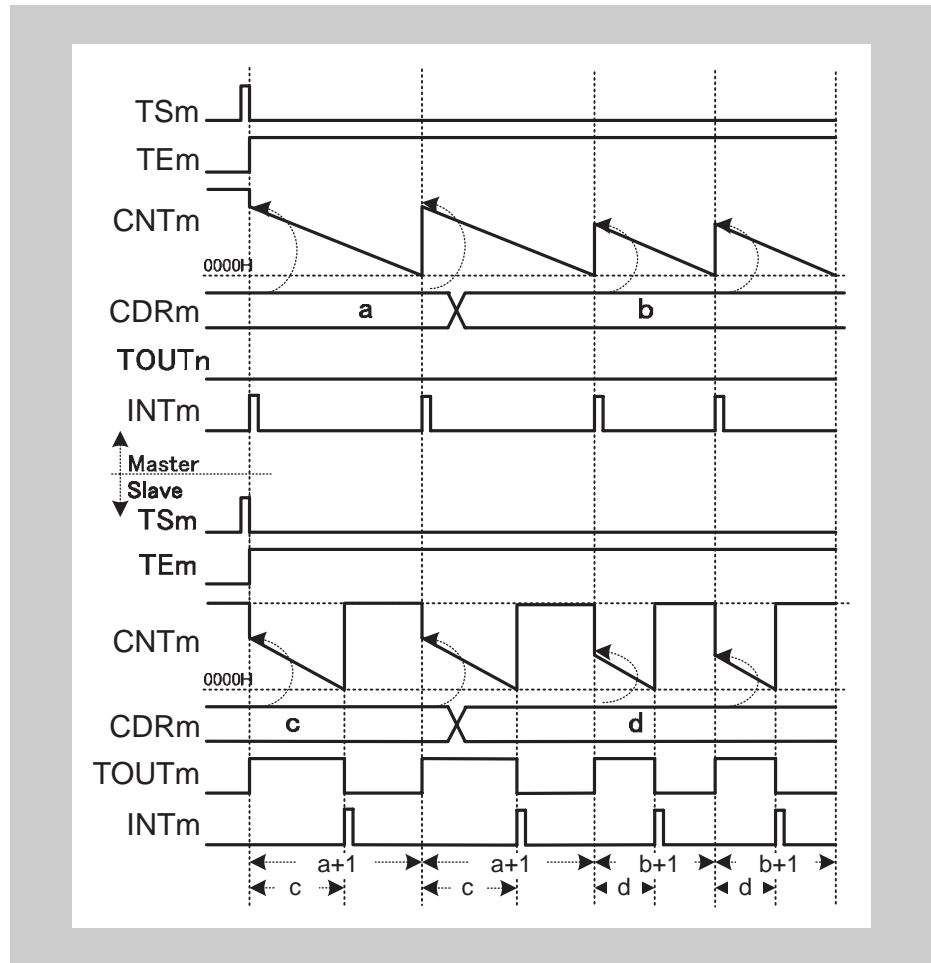 TSm
TEm
CNTm
0000H
CDRm a b
TOUTn
INTm
Master
Slave
TSm
TEm
CNTm
0000H
CDRm c d
TOUTm
INTm
a+1 a+1 b+1 b+1
c c d d